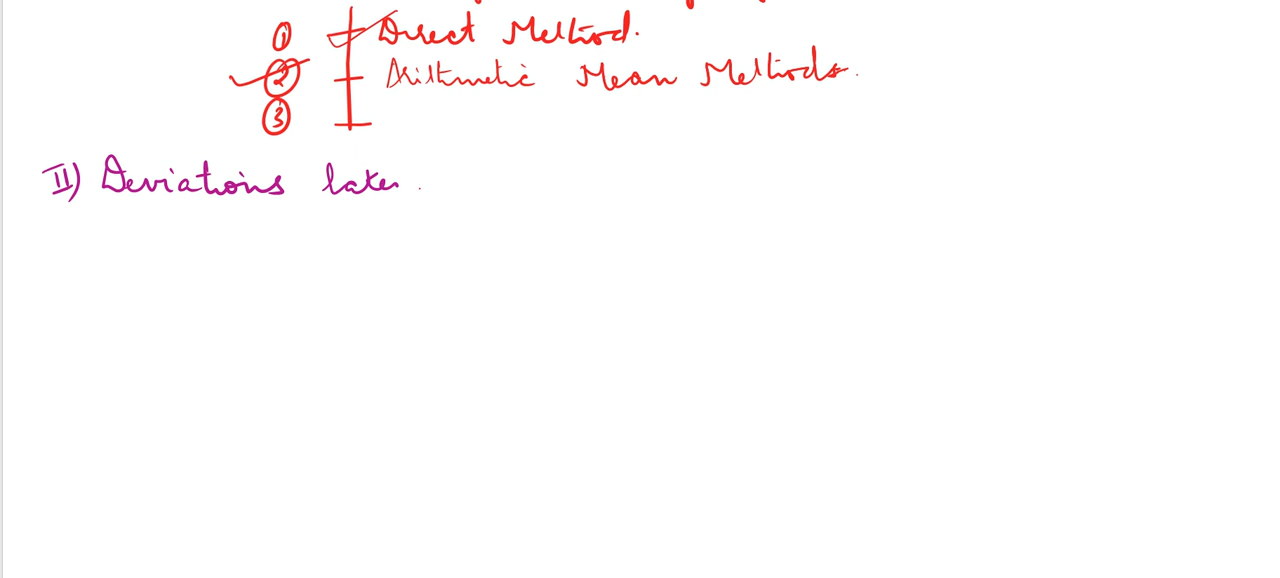 ① Direct Method.
② Arithmetic Mean Methods.
③
II) Deviations taken.